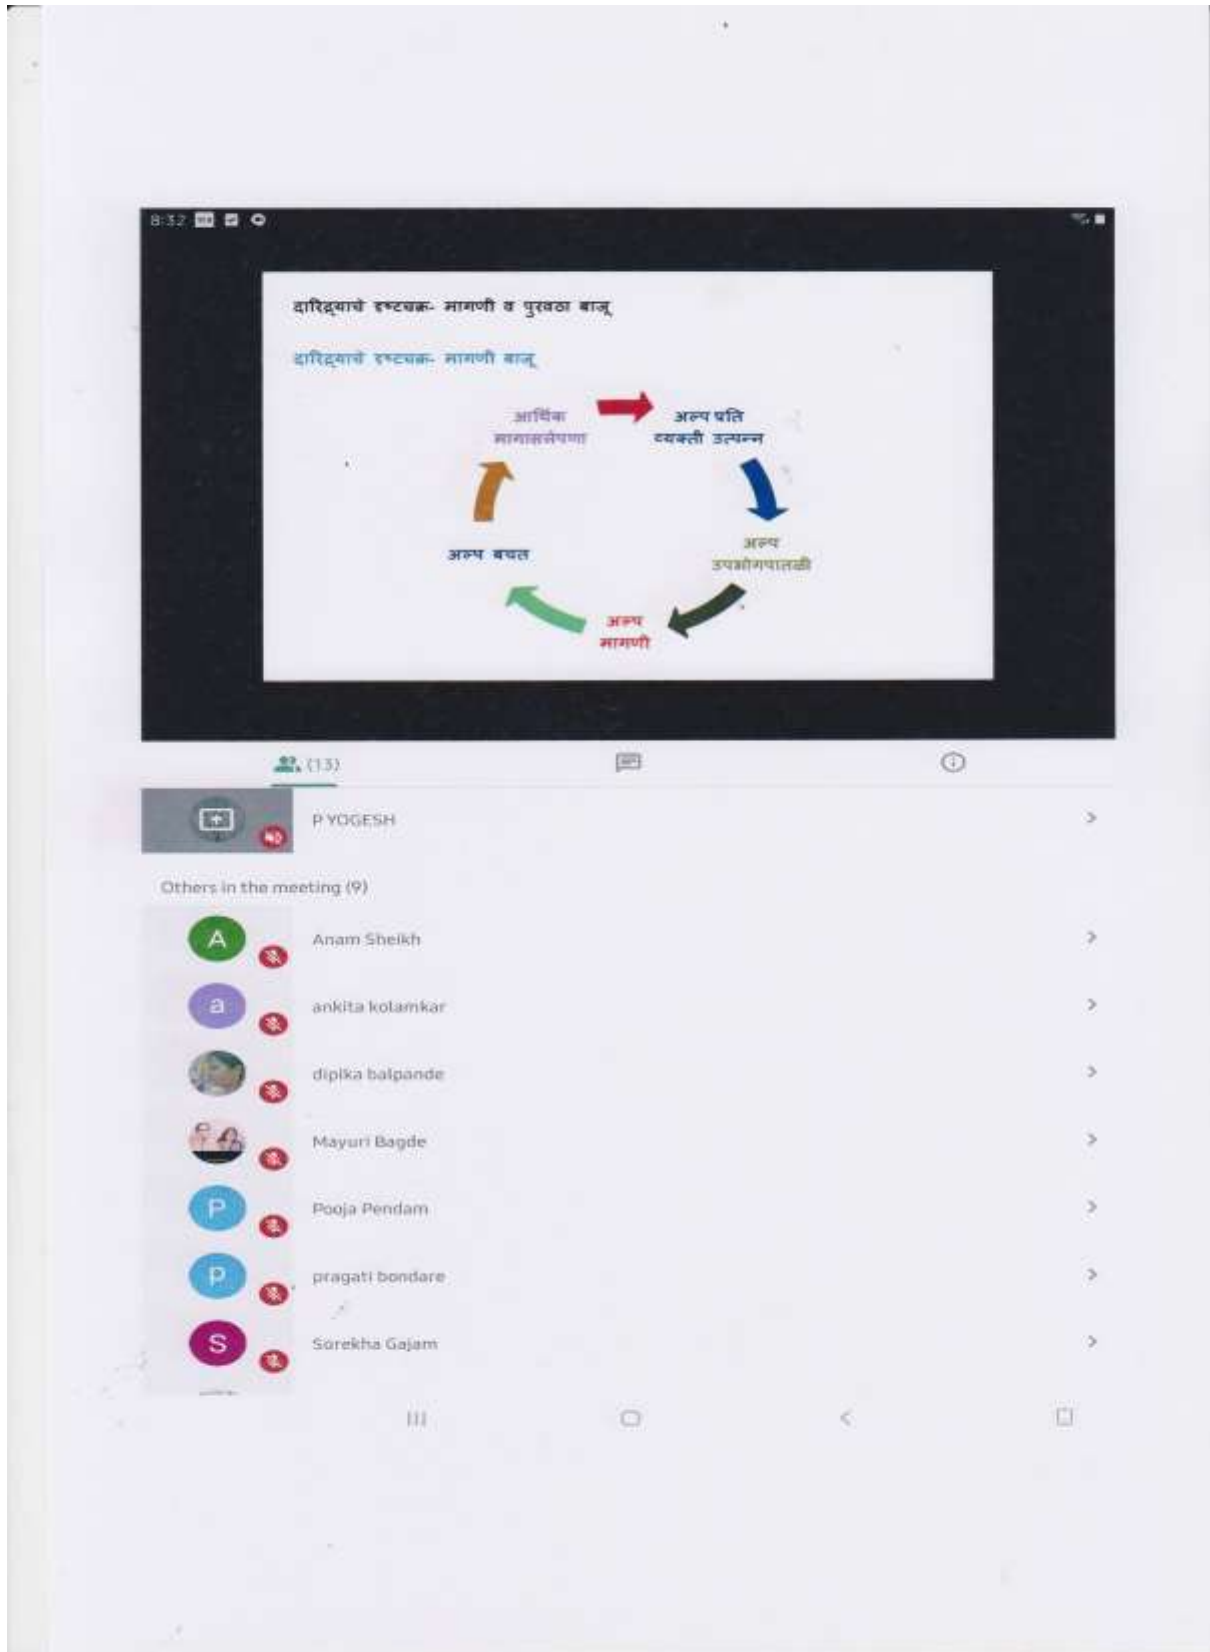 8:32
दारिद्र्याचे दृष्टचक्र- मागणी व पुरवठा बाजू
दारिद्र्याचे दृष्टचक्र- मागणी बाजू
आर्थिक
मागासलेपणा
अल्प प्रति
व्यक्ती उत्पन्न
अल्प
उपभोगपातळी
अल्प बचत
अल्प
मागणी
(13)
P YOGESH
Others in the meeting (9)
A
Anam Sheikh
a
ankita kolamkar
dipika balpande
Mayuri Bagde
P
Pooja Pendam
P
pragati bondare
S
Sorekha Gajam